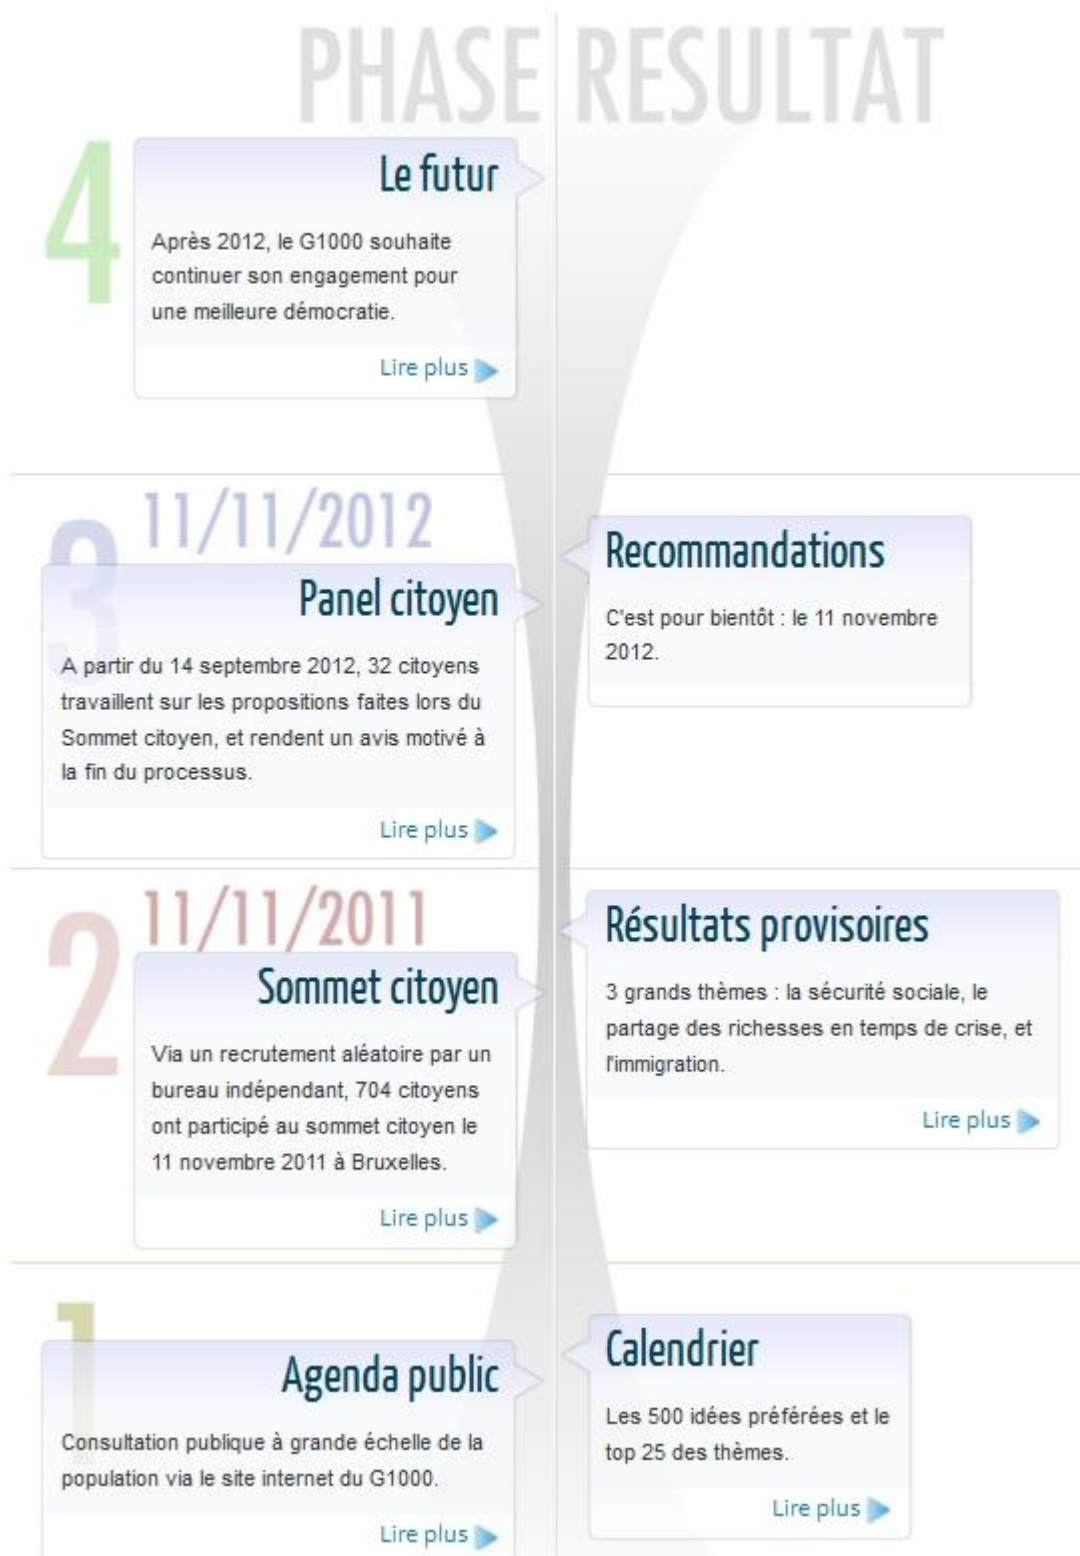 PHASE RESULTAT
4
Le futur
Après 2012, le G1000 souhaite
continuer son engagement pour
une meilleure démocratie.
Lire plus
3
11/11/2012
Panel citoyen
A partir du 14 septembre 2012, 32 citoyens
travaillent sur les propositions faites lors du
Sommet citoyen, et rendent un avis motivé à
la fin du processus.
Lire plus
Recommandations
C'est pour bientôt : le 11 novembre
2012.
2
11/11/2011
Sommet citoyen
Via un recrutement aléatoire par un
bureau indépendant, 704 citoyens
ont participé au sommet citoyen le
11 novembre 2011 à Bruxelles.
Lire plus
Résultats provisoires
3 grands thèmes : la sécurité sociale, le
partage des richesses en temps de crise, et
l'immigration.
Lire plus
1
Agenda public
Consultation publique à grande échelle de la
population via le site internet du G1000.
Lire plus
Calendrier
Les 500 idées préférées et le
top 25 des thèmes.
Lire plus